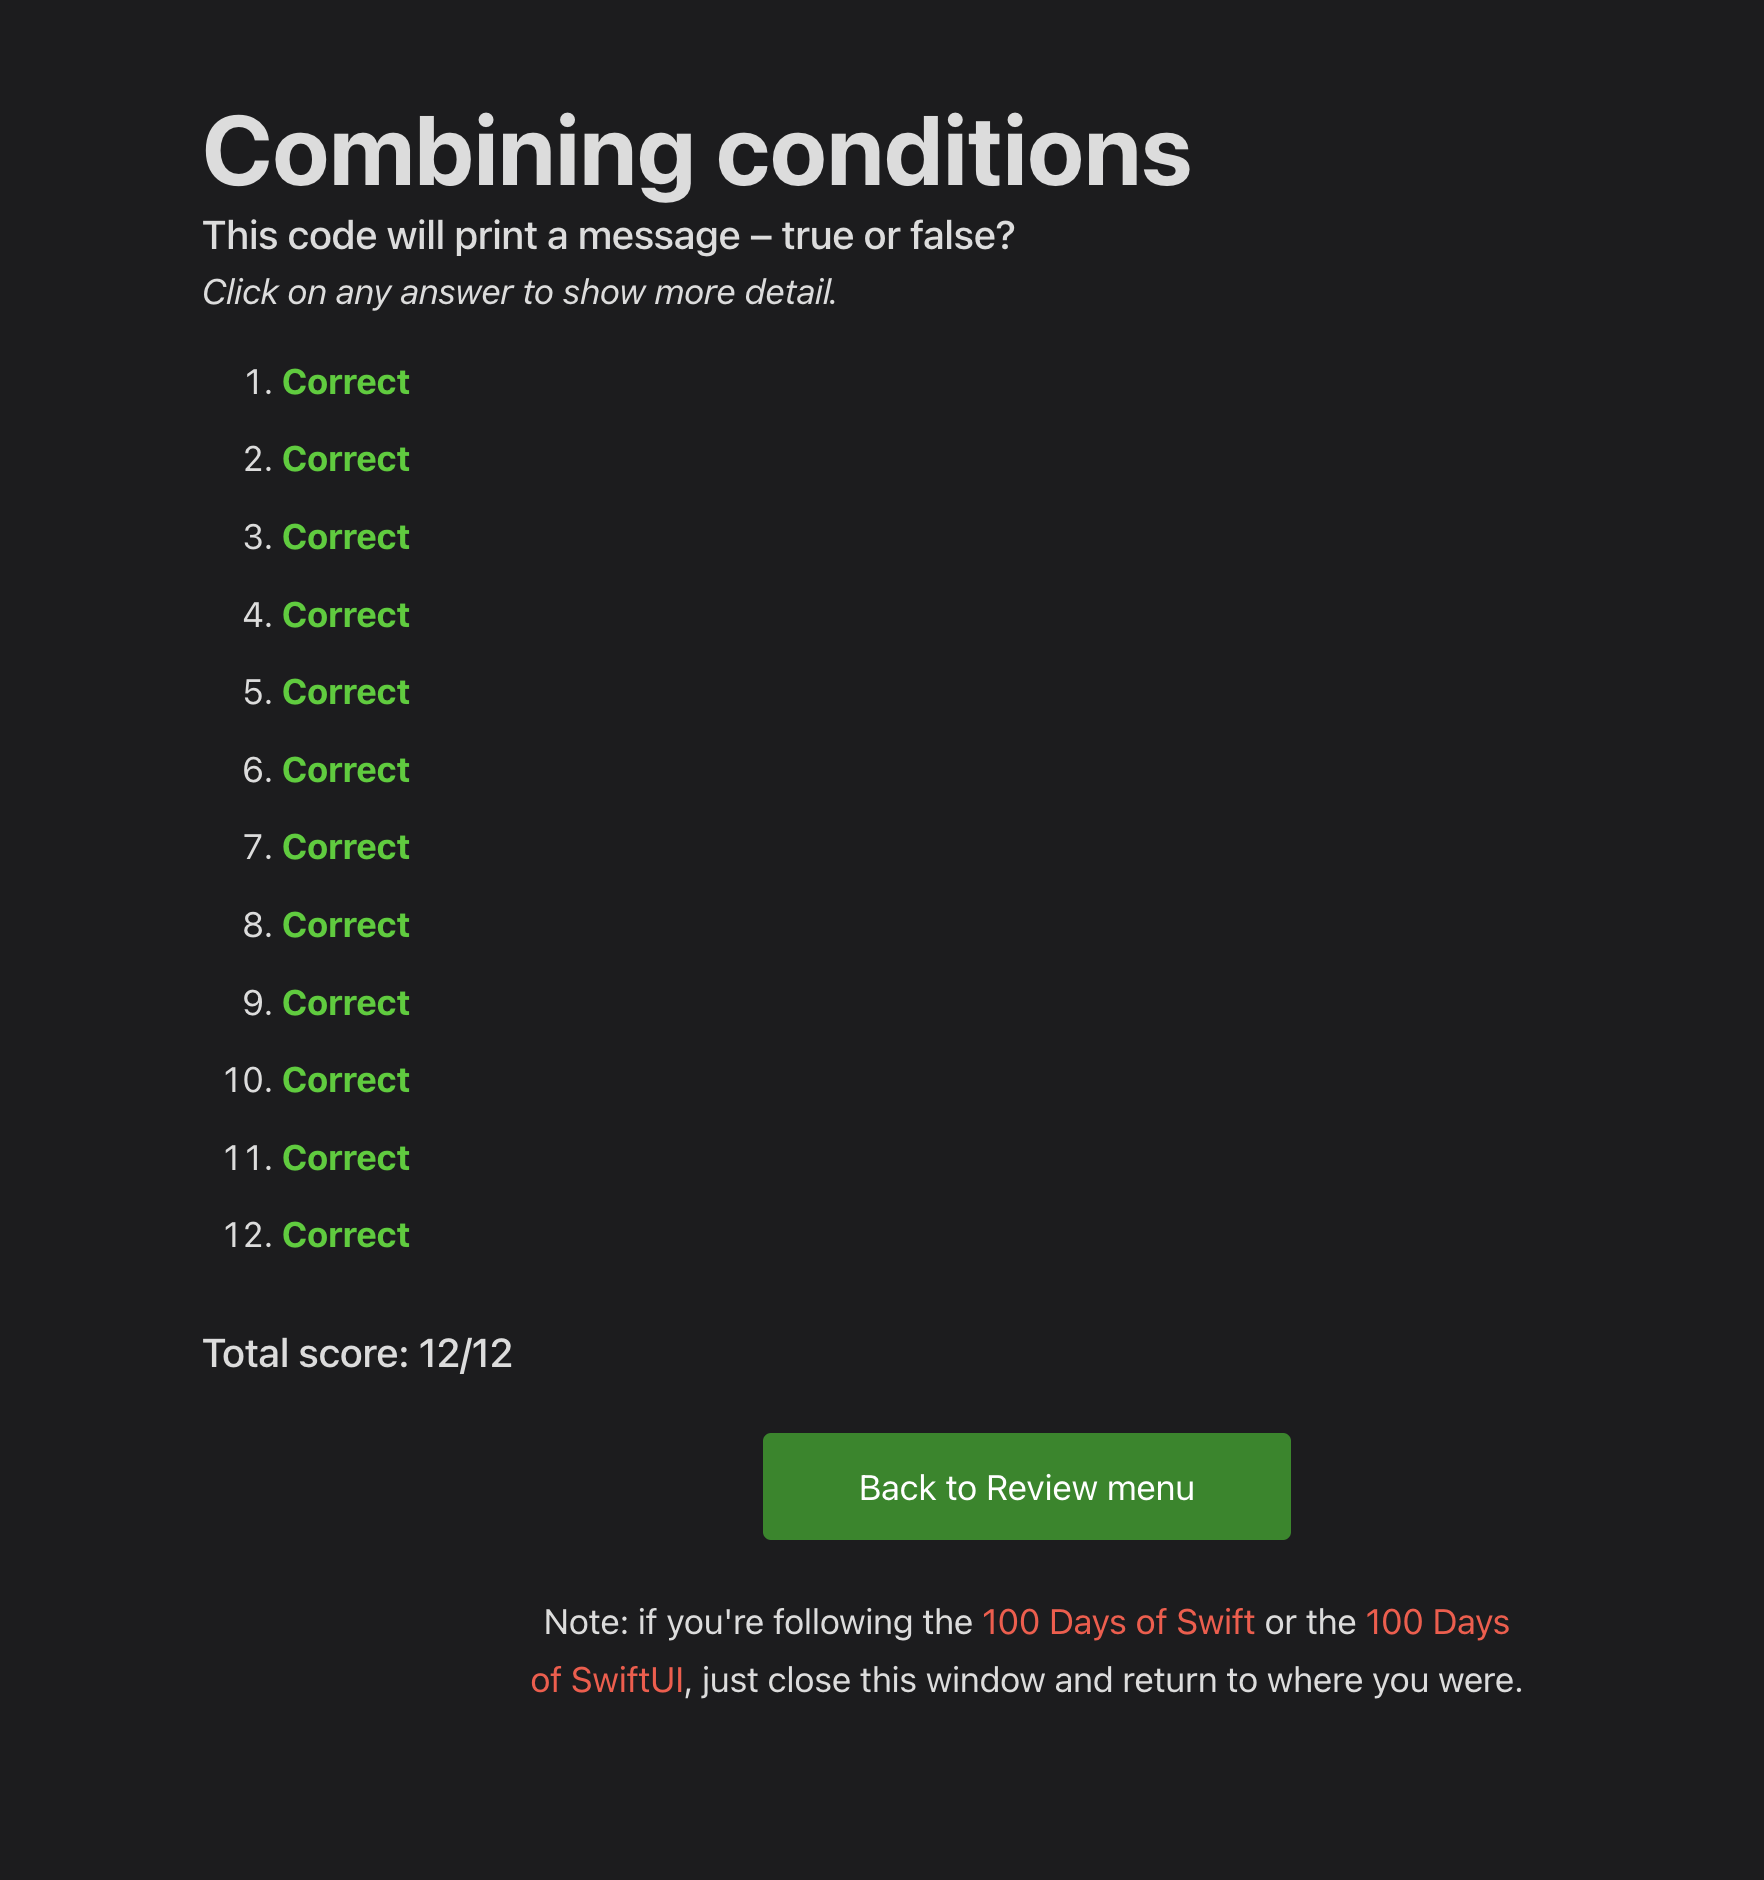 Combining conditions
This code will print a message – true or false?
Click on any answer to show more detail.
1. Correct
2. Correct
3. Correct
4. Correct
5. Correct
6. Correct
7. Correct
8. Correct
9. Correct
10. Correct
11. Correct
12. Correct
Total score: 12/12
Back to Review menu
Note: if you're following the 100 Days of Swift or the 100 Days
of SwiftUI, just close this window and return to where you were.